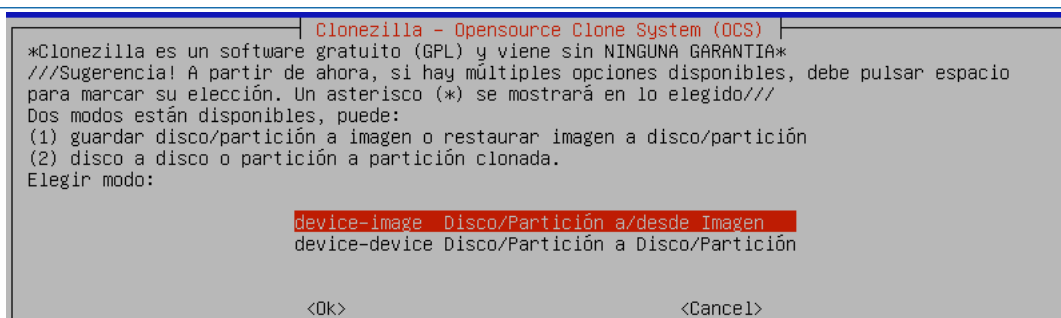 Clonezilla - Opensource Clone System (OCS)
*Clonezilla es un software gratuito (GPL) y viene sin NINGUNA GARANTIA*
///Sugerencia! A partir de ahora, si hay múltiples opciones disponibles, debe pulsar espacio
para marcar su elección. Un asterisco (*) se mostrará en lo elegido///
Dos modos están disponibles, puede:
(1) guardar disco/partición a imagen o restaurar imagen a disco/partición
(2) disco a disco o partición a partición clonada.
Elegir modo:
device-image Disco/Partición a/desde Imagen
device-device Disco/Partición a Disco/Partición
<Ok> <Cancel>